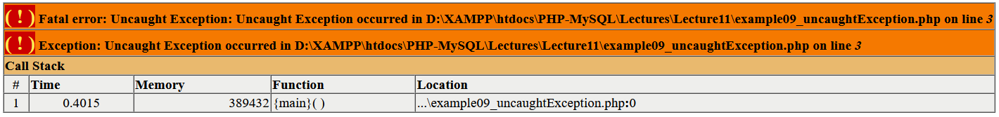 ( ! ) Fatal error: Uncaught Exception: Uncaught Exception occurred in D:\XAMPP\htdocs\PHP-MySQL\Lectures\Lecture11\example09_uncaughtException.php on line 3
( ! ) Exception: Uncaught Exception occurred in D:\XAMPP\htdocs\PHP-MySQL\Lectures\Lecture11\example09_uncaughtException.php on line 3
Call Stack
# Time Memory Function Location
1 0.4015 389432 {main}( ) ...\example09_uncaughtException.php:0